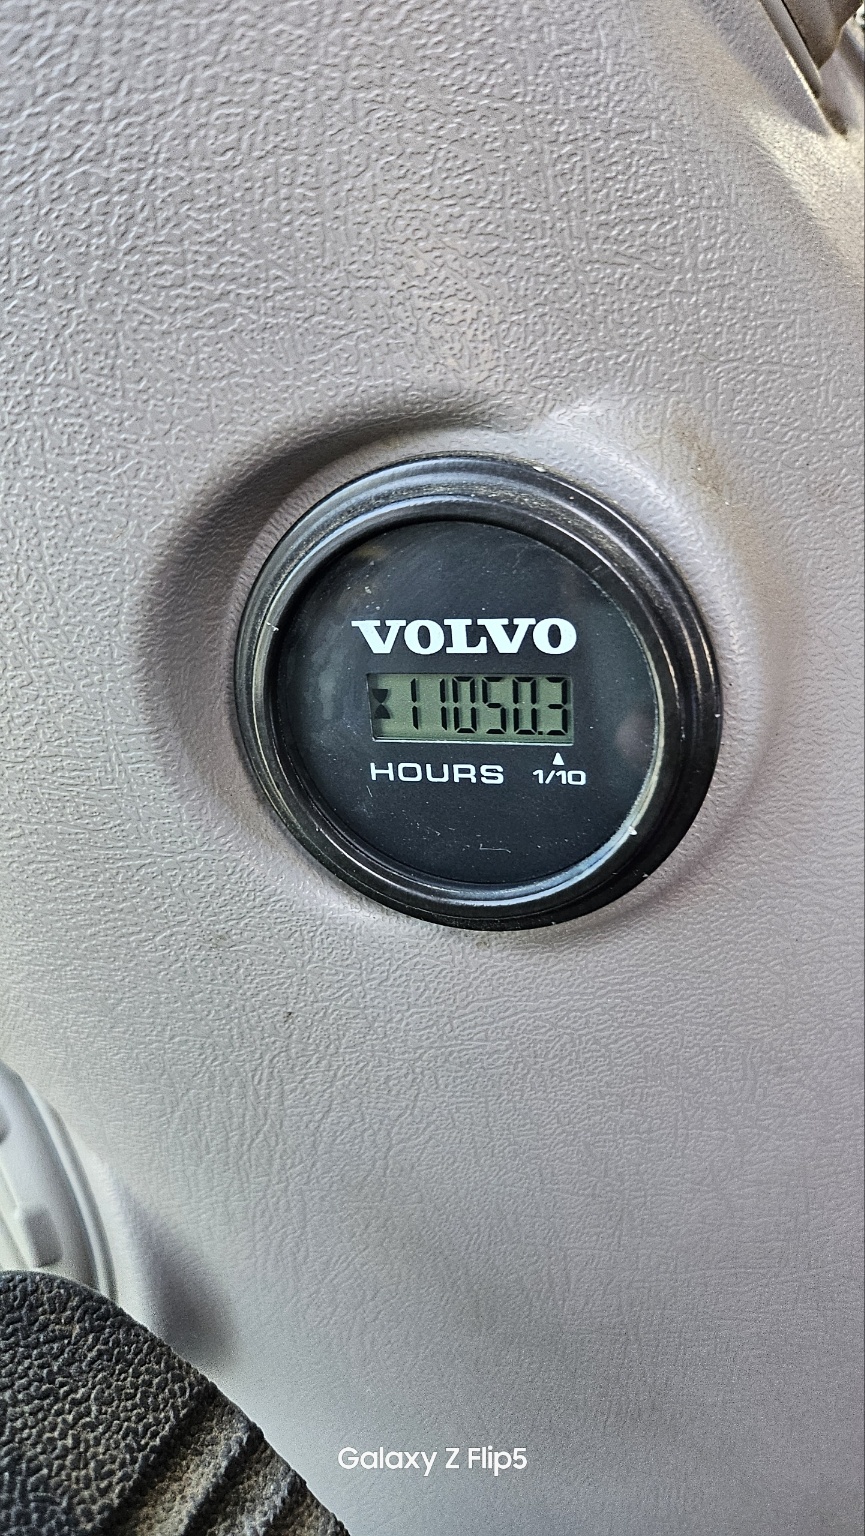 VOLVO
11050.3
HOURS 1/10
Galaxy Z Flip5